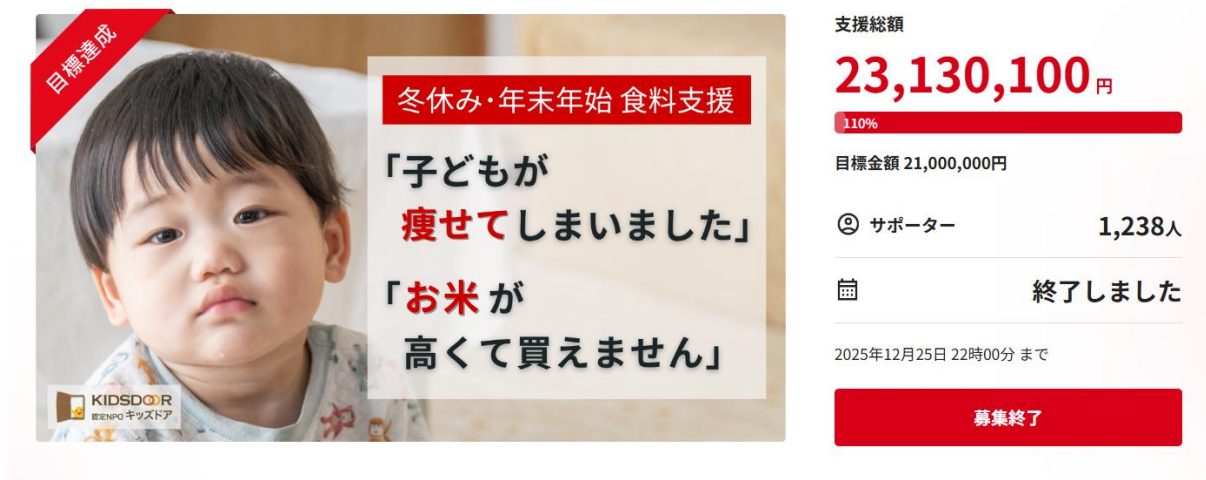 目標達成
冬休み・年末年始 食料支援
「子どもが
痩せてしまいました」
「お米が
高くて買えません」
KIDSDOOR
認定NPO キッズドア
支援総額
23,130,100円
110%
目標金額 21,000,000円
サポーター 1,238人
終了しました
2025年12月25日 22時00分 まで
募集終了